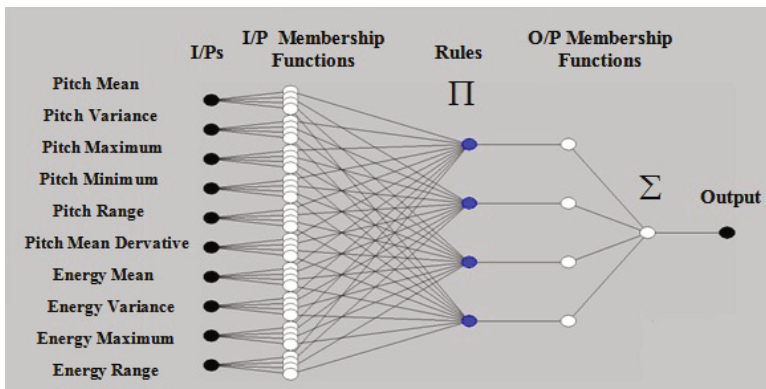 I/Ps
I/P Membership
Functions
Rules
O/P Membership
Functions
Π
Σ
Output
Pitch Mean
Pitch Variance
Pitch Maximum
Pitch Minimum
Pitch Range
Pitch Mean Dervative
Energy Mean
Energy Variance
Energy Maximum
Energy Range